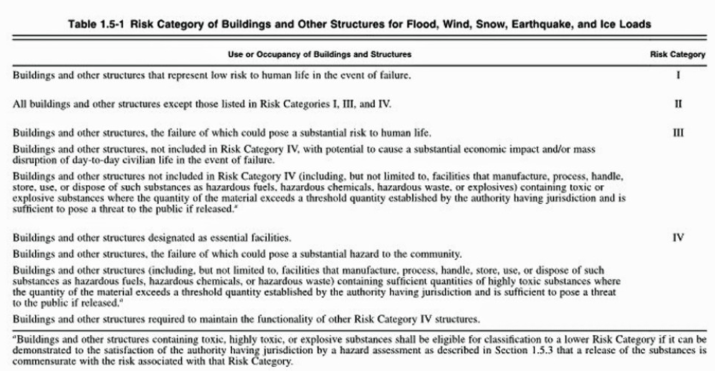 Table 1.5-1 Risk Category of Buildings and Other Structures for Flood, Wind, Snow, Earthquake, and Ice Loads
Use or Occupancy of Buildings and Structures Risk Category
Buildings and other structures that represent low risk to human life in the event of failure. I
All buildings and other structures except those listed in Risk Categories I, III, and IV. II
Buildings and other structures, the failure of which could pose a substantial risk to human life. III
Buildings and other structures, not included in Risk Category IV, with potential to cause a substantial economic impact and/or mass
disruption of day-to-day civilian life in the event of failure.
Buildings and other structures not included in Risk Category IV (including, but not limited to, facilities that manufacture, process, handle,
store, use, or dispose of such substances as hazardous fuels, hazardous chemicals, hazardous waste, or explosives) containing toxic or
explosive substances where the quantity of the material exceeds a threshold quantity established by the authority having jurisdiction and is
sufficient to pose a threat to the public if released.ᵃ
Buildings and other structures designated as essential facilities. IV
Buildings and other structures, the failure of which could pose a substantial hazard to the community.
Buildings and other structures (including, but not limited to, facilities that manufacture, process, handle, store, use, or dispose of such
substances as hazardous fuels, hazardous chemicals, or hazardous waste) containing sufficient quantities of highly toxic substances where
the quantity of the material exceeds a threshold quantity established by the authority having jurisdiction and is sufficient to pose a threat
to the public if released.ᵃ
Buildings and other structures required to maintain the functionality of other Risk Category IV structures.
ᵃBuildings and other structures containing toxic, highly toxic, or explosive substances shall be eligible for classification to a lower Risk Category if it can be
demonstrated to the satisfaction of the authority having jurisdiction by a hazard assessment as described in Section 1.5.3 that a release of the substances is
commensurate with the risk associated with that Risk Category.